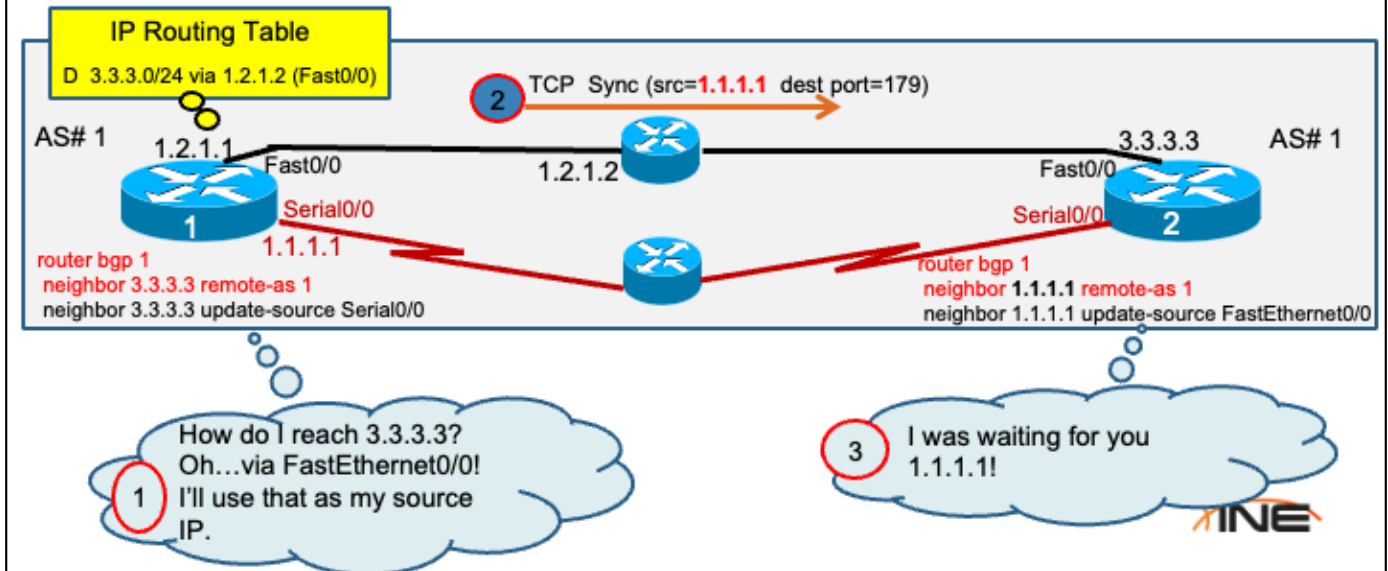 IP Routing Table
D 3.3.3.0/24 via 1.2.1.2 (Fast0/0)
2
TCP Sync (src=1.1.1.1 dest port=179)
AS# 1
1.2.1.1
Fast0/0
1.2.1.2
3.3.3.3
Fast0/0
AS# 1
1
Serial0/0
1.1.1.1
Serial0/0
2
router bgp 1
neighbor 3.3.3.3 remote-as 1
neighbor 3.3.3.3 update-source Serial0/0
router bgp 1
neighbor 1.1.1.1 remote-as 1
neighbor 1.1.1.1 update-source FastEthernet0/0
1
How do I reach 3.3.3.3?
Oh…via FastEthernet0/0!
I'll use that as my source
IP.
3
I was waiting for you
1.1.1.1!
INE